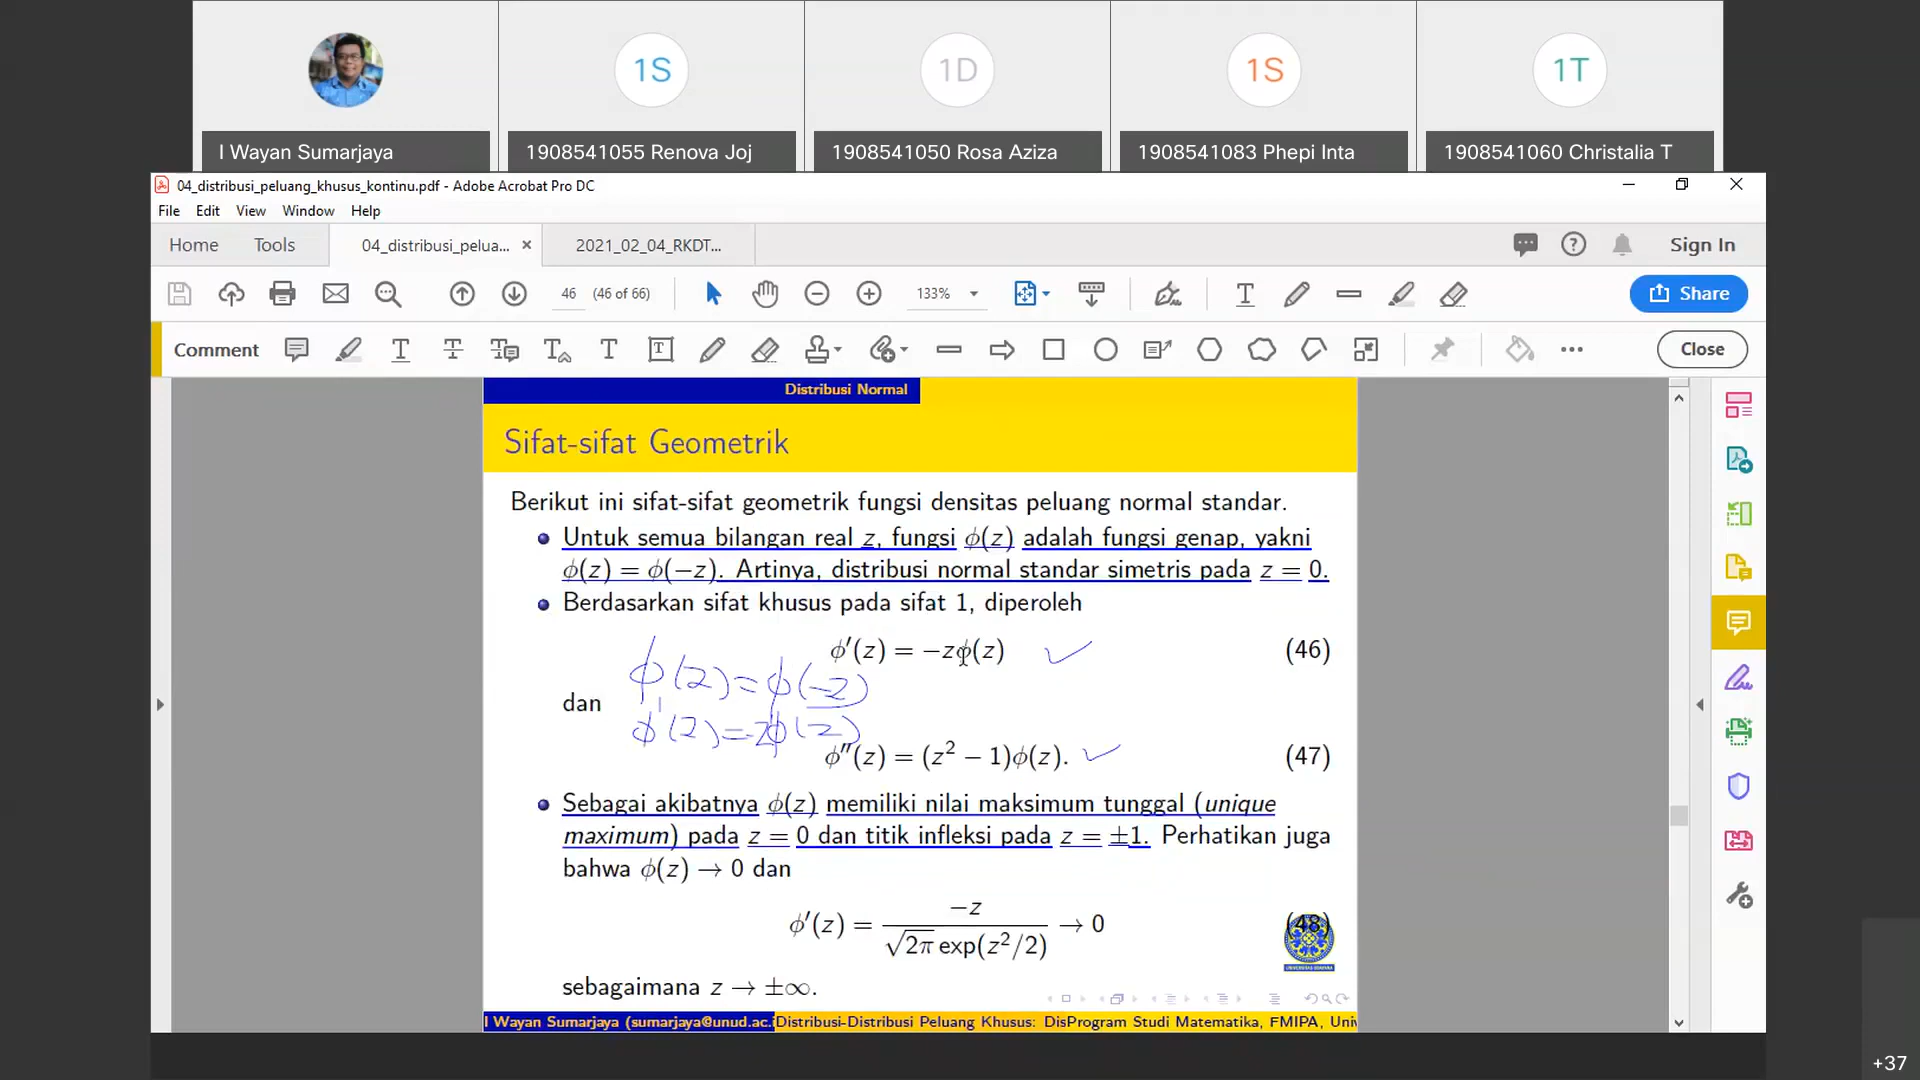 1S
1D
1S
1T
I Wayan Sumarjaya
1908541055 Renova Joj
1908541050 Rosa Aziza
1908541083 Phepi Inta
1908541060 Christalia T
04_distribusi_peluang_khusus_kontinu.pdf - Adobe Acrobat Pro DC
File Edit View Window Help
Home Tools 04_distribusi_pelua... × 2021_02_04_RKDT... Sign In
46 (46 of 66) 133% Share
Comment Close
Distribusi Normal
Sifat-sifat Geometrik
Berikut ini sifat-sifat geometrik fungsi densitas peluang normal standar.
Untuk semua bilangan real z, fungsi ϕ(z) adalah fungsi genap, yakni
ϕ(z) = ϕ(−z). Artinya, distribusi normal standar simetris pada z = 0.
Berdasarkan sifat khusus pada sifat 1, diperoleh
ϕ′(z) = −zϕ(z) (46)
ϕ(z)=ϕ(−z)
dan
ϕ'(z)=-zϕ(z)
ϕ″(z) = (z² − 1)ϕ(z). (47)
Sebagai akibatnya ϕ(z) memiliki nilai maksimum tunggal (unique
maximum) pada z = 0 dan titik infleksi pada z = ±1. Perhatikan juga
bahwa ϕ(z) → 0 dan
ϕ′(z) = −z / √2π exp(z²/2) → 0 (48)
sebagaimana z → ±∞.
I Wayan Sumarjaya (sumarjaya@unud.ac.i Distribusi-Distribusi Peluang Khusus: Dis Program Studi Matematika, FMIPA, Univ
+37